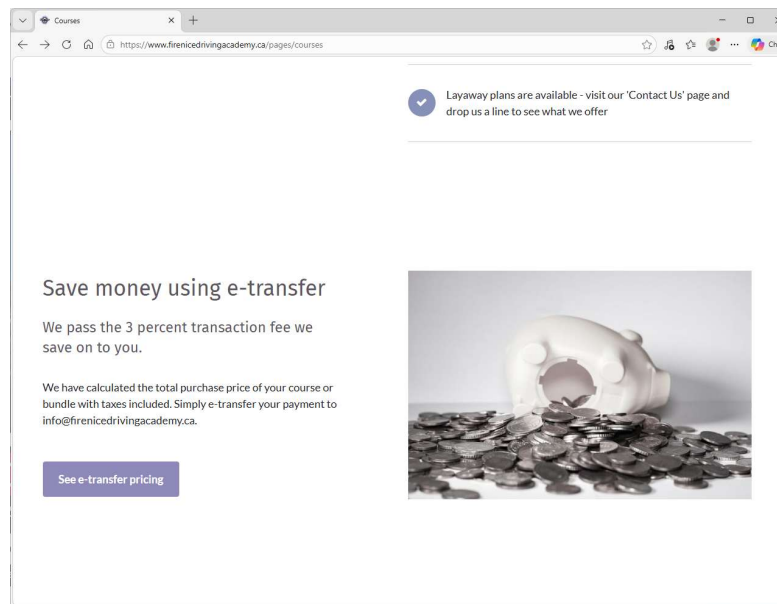 Courses
https://www.firenicedrivingacademy.ca/pages/courses
Layaway plans are available - visit our 'Contact Us' page and
drop us a line to see what we offer
Save money using e-transfer
We pass the 3 percent transaction fee we
save on to you.
We have calculated the total purchase price of your course or
bundle with taxes included. Simply e-transfer your payment to
info@firenicedrivingacademy.ca.
See e-transfer pricing